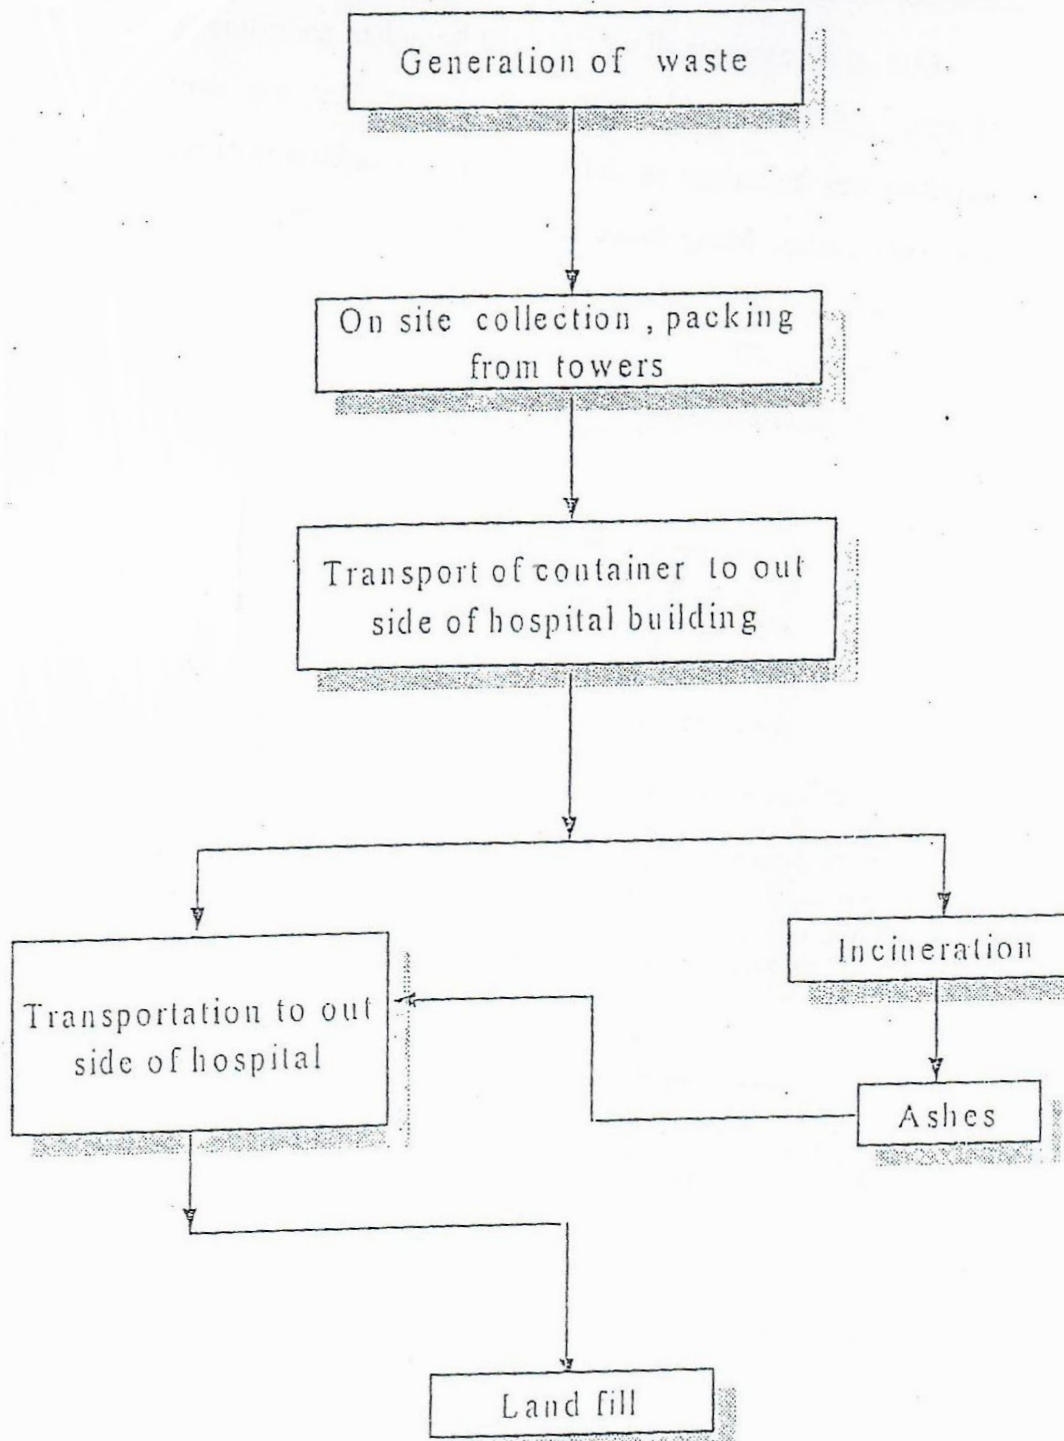 Generation of waste
On site collection , packing
from towers
Transport of container to out
side of hospital building
Incineration
Transportation to out
side of hospital
Ashes
Land fill